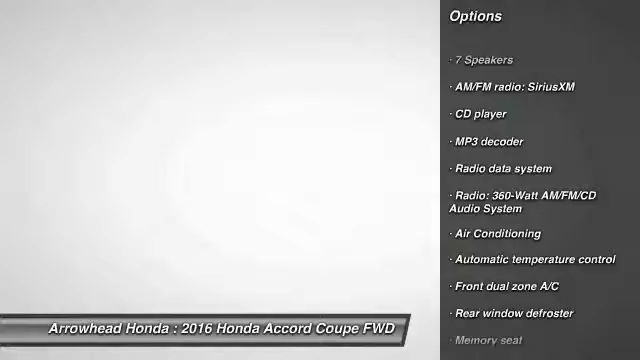 Options
· 7 Speakers
· AM/FM radio: SiriusXM
· CD player
· MP3 decoder
· Radio data system
· Radio: 360-Watt AM/FM/CD
Audio System
· Air Conditioning
· Automatic temperature control
· Front dual zone A/C
· Rear window defroster
· Memory seat
Arrowhead Honda : 2016 Honda Accord Coupe FWD